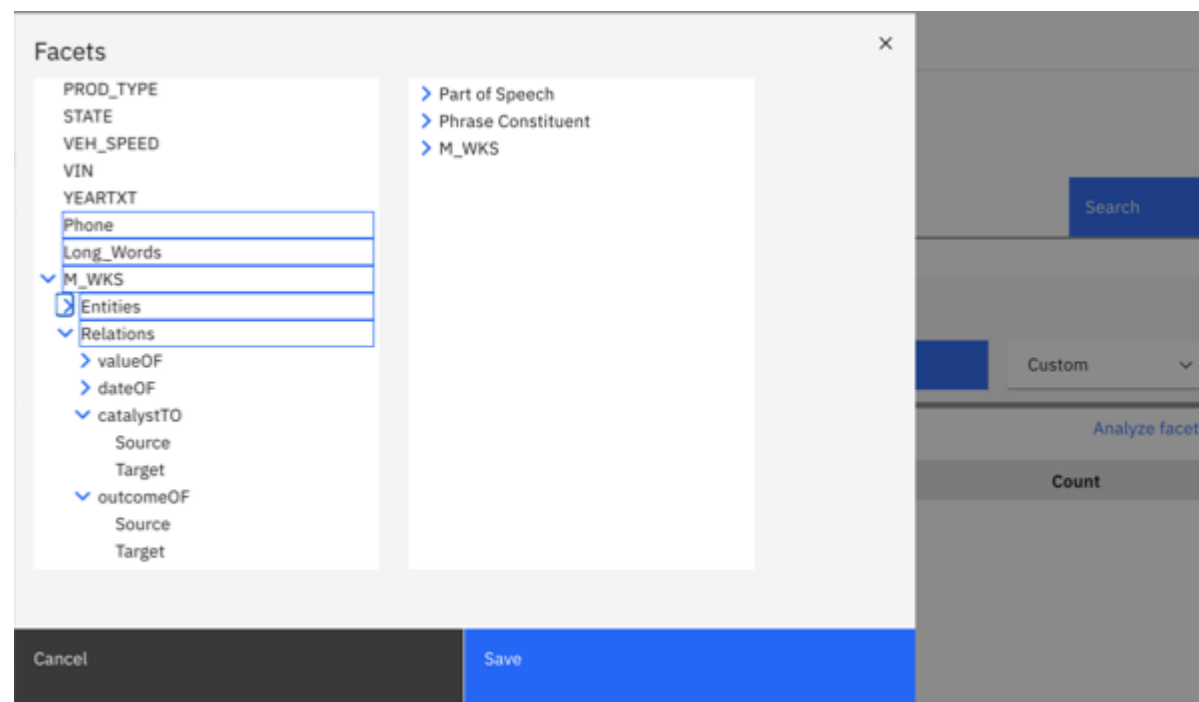 Facets
PROD_TYPE
STATE
VEH_SPEED
VIN
YEARTXT
Phone
Long_Words
M_WKS
Entities
Relations
valueOF
dateOF
catalystTO
Source
Target
outcomeOF
Source
Target
Part of Speech
Phrase Constituent
M_WKS
Cancel
Save
Search
Custom
Analyze facet
Count